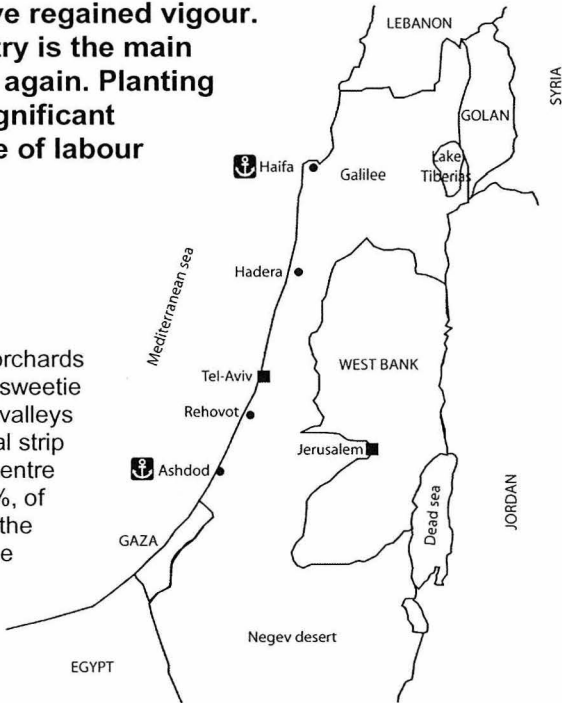 ve regained vigour.
try is the main
again. Planting
gnificant
e of labour
orchards
sweetie
valleys
al strip
entre
%, of
the
e
LEBANON
SYRIA
GOLAN
Lake
Tiberias
Haifa
Galilee
Hadera
Mediterranean sea
WEST BANK
Tel-Aviv
Rehovot
Jerusalem
Ashdod
Dead sea
JORDAN
GAZA
Negev desert
EGYPT